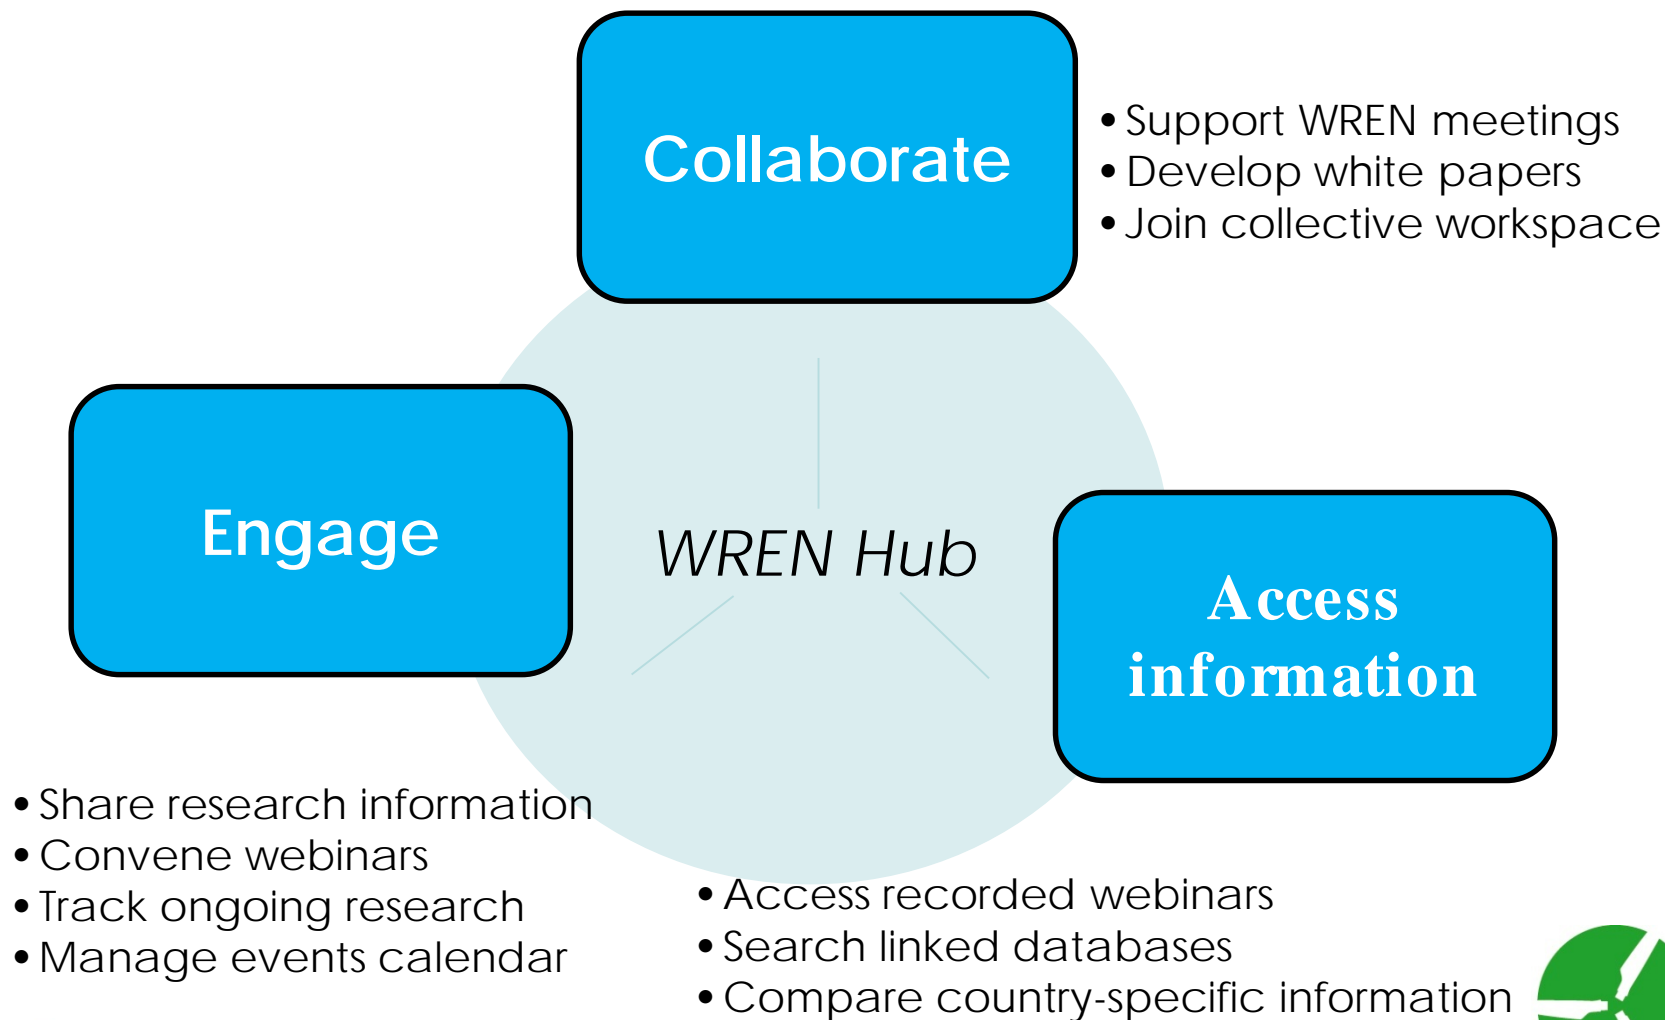 Collaborate
• Support WREN meetings
• Develop white papers
• Join collective workspace
Engage
WREN Hub
Access
information
• Share research information
• Convene webinars
• Track ongoing research
• Manage events calendar
• Access recorded webinars
• Search linked databases
• Compare country-specific information